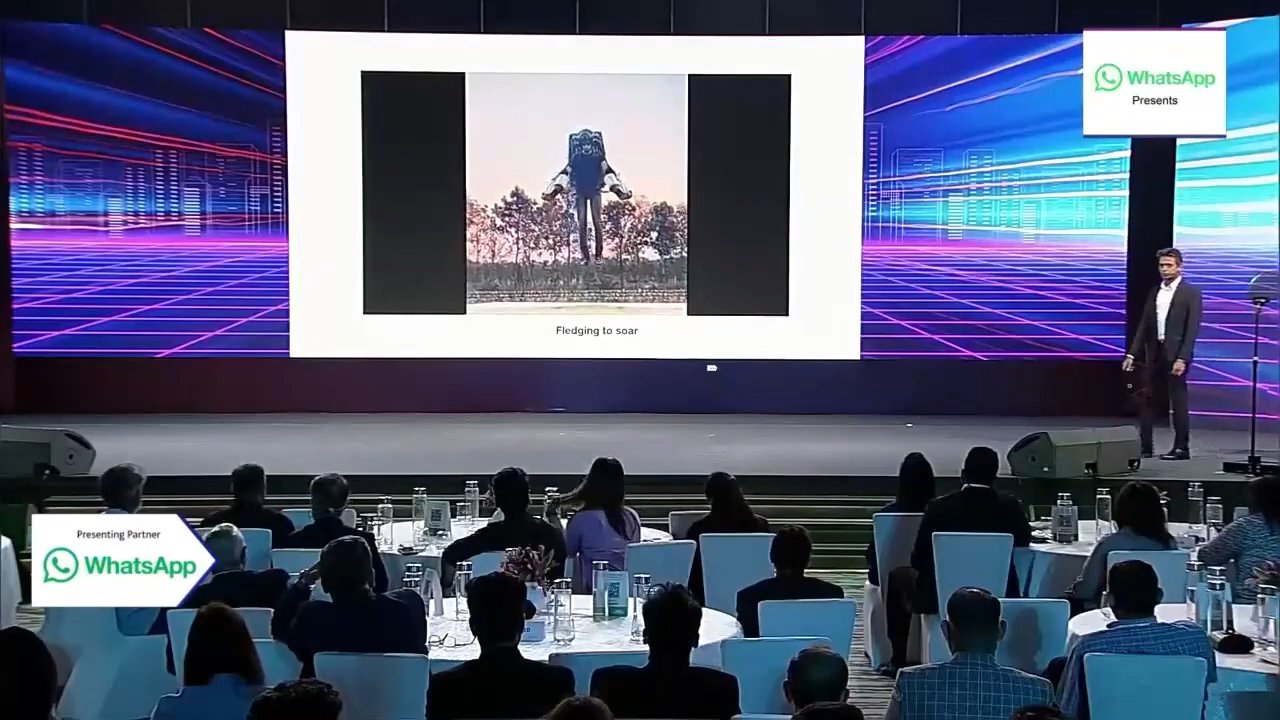 WhatsApp
Presents
Fledging to soar
Presenting Partner
WhatsApp